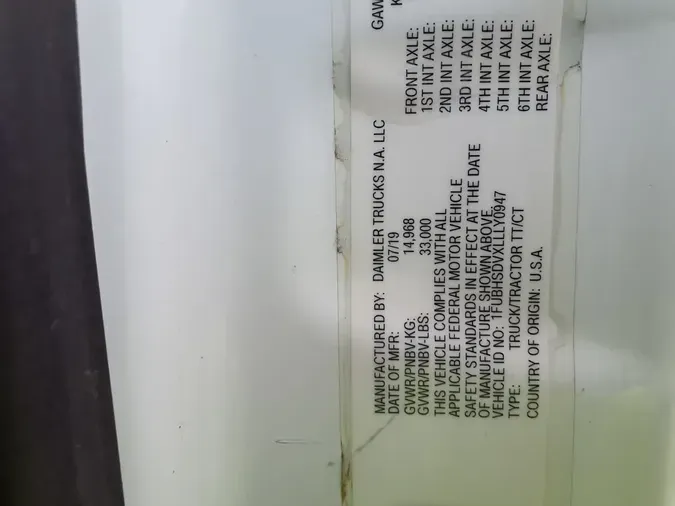 MANUFACTURED BY: DAIMLER TRUCKS N.A. LLC
DATE OF MFR: 07/19
GVWR/PNBV-KG: 14,968
GVWR/PNBV-LBS: 33,000
THIS VEHICLE COMPLIES WITH ALL
APPLICABLE FEDERAL MOTOR VEHICLE
SAFETY STANDARDS IN EFFECT AT THE DATE
OF MANUFACTURE SHOWN ABOVE.
VEHICLE ID NO: 1FUBHSDVXLLLY0947
TYPE: TRUCK/TRACTOR TT/CT
COUNTRY OF ORIGIN: U.S.A.
GAW
K
FRONT AXLE:
1ST INT AXLE:
2ND INT AXLE:
3RD INT AXLE:
4TH INT AXLE:
5TH INT AXLE:
6TH INT AXLE:
REAR AXLE: